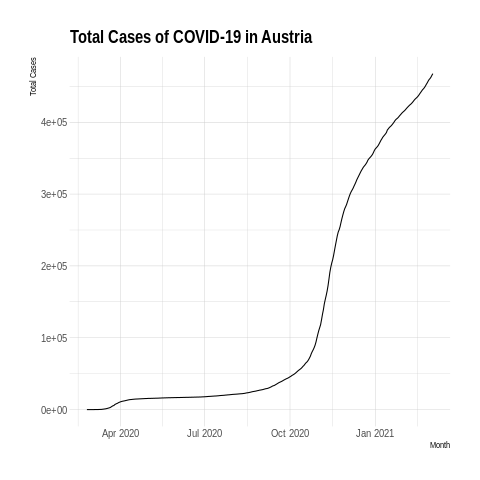 Total Cases of COVID-19 in Austria
Total Cases
4e+05
3e+05
2e+05
1e+05
0e+00
Apr 2020 Jul 2020 Oct 2020 Jan 2021
Month